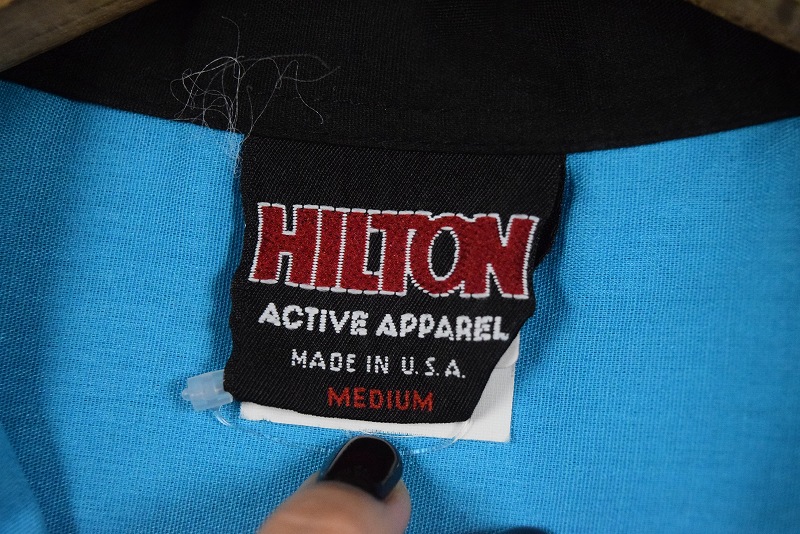 HILTON
ACTIVE APPAREL
MADE IN U.S.A.
MEDIUM